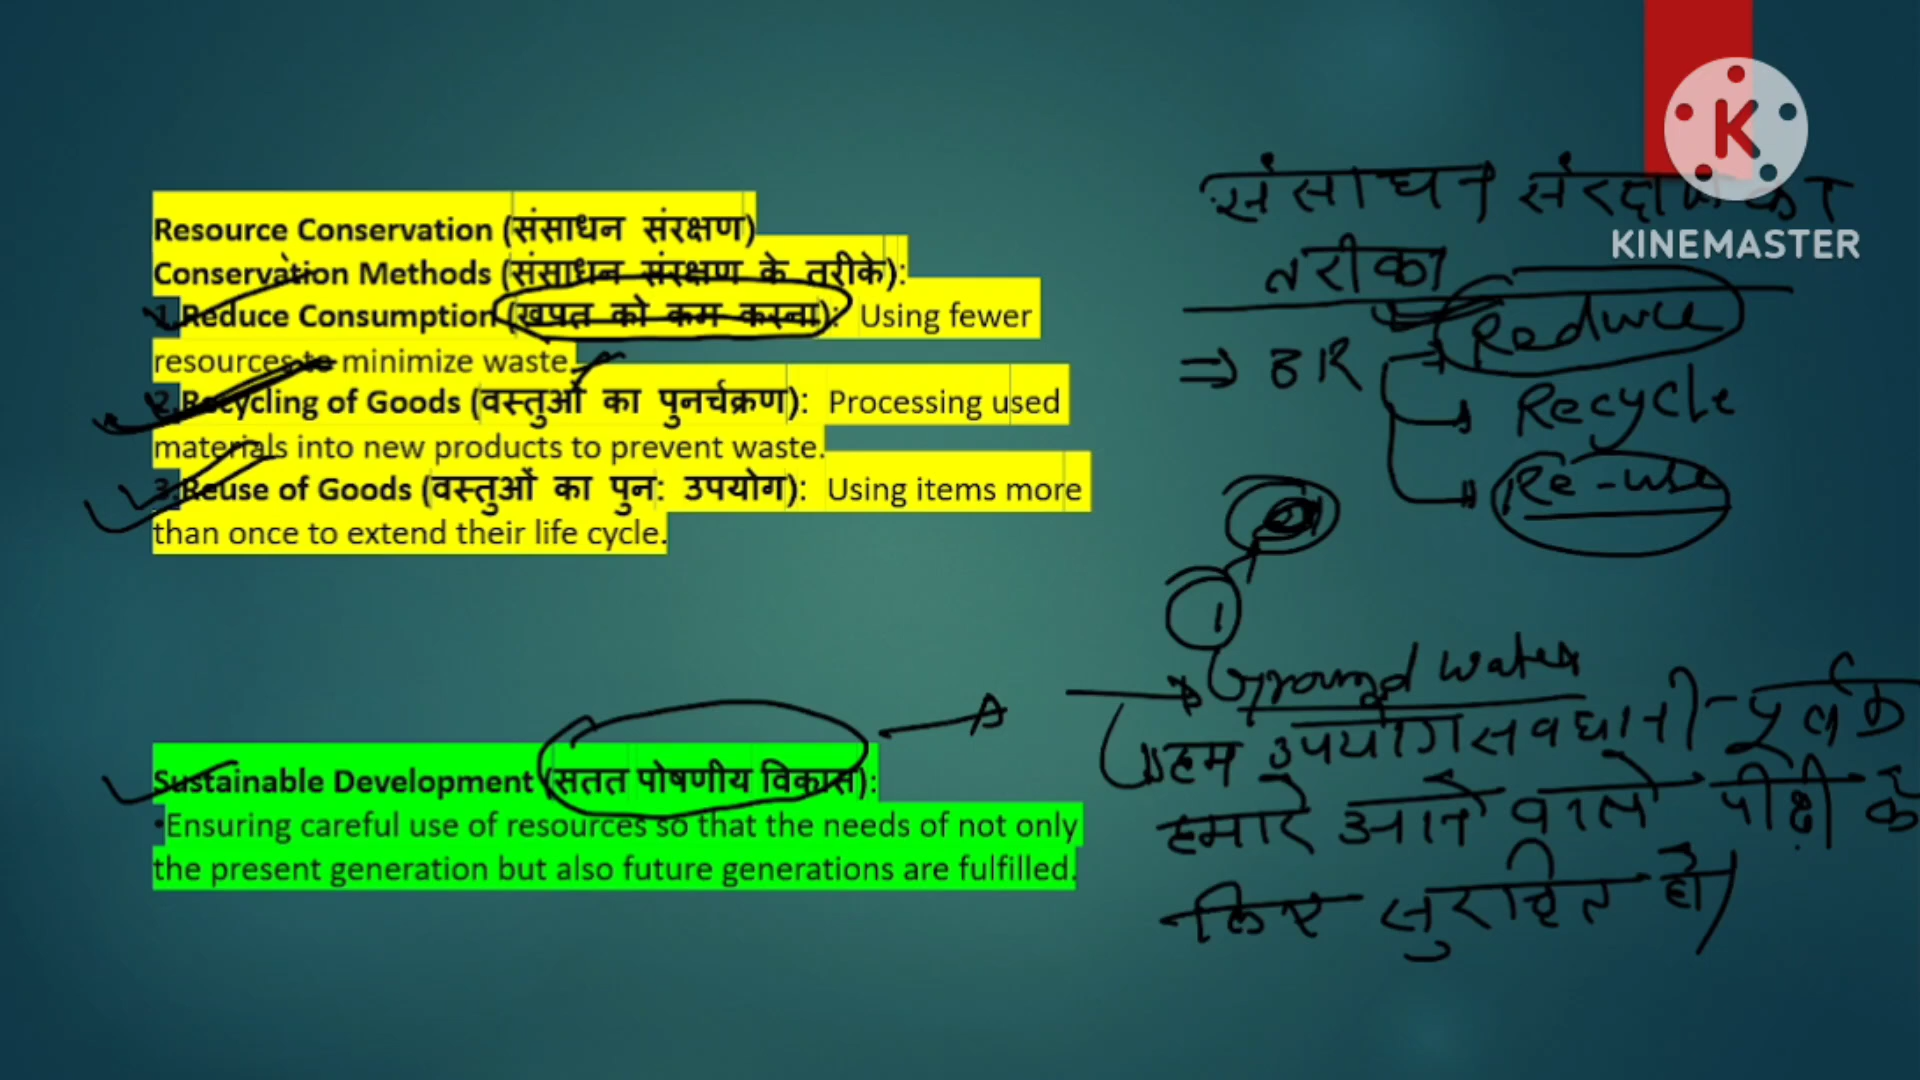 Resource Conservation (संसाधन संरक्षण)
Conservation Methods (संसाधन संरक्षण के तरीके):
1.Reduce Consumption (खपत को कम करना): Using fewer
resources to minimize waste.
2.Recycling of Goods (वस्तुओं का पुनर्चक्रण): Processing used
materials into new products to prevent waste.
3.Reuse of Goods (वस्तुओं का पुन: उपयोग): Using items more
than once to extend their life cycle.
Sustainable Development (सतत पोषणीय विकास):
•Ensuring careful use of resources so that the needs of not only
the present generation but also future generations are fulfilled.
A
KINEMASTER
संसाधन संरक्षण का
तरीका
⇒ 3R → Reduce
→ Recycle
→ Re-use
1
→ Ground water
हम उपयोग सवधानी-पूर्वक
हमारे आने वाले पीढ़ी के
लिए सुरक्षित हो